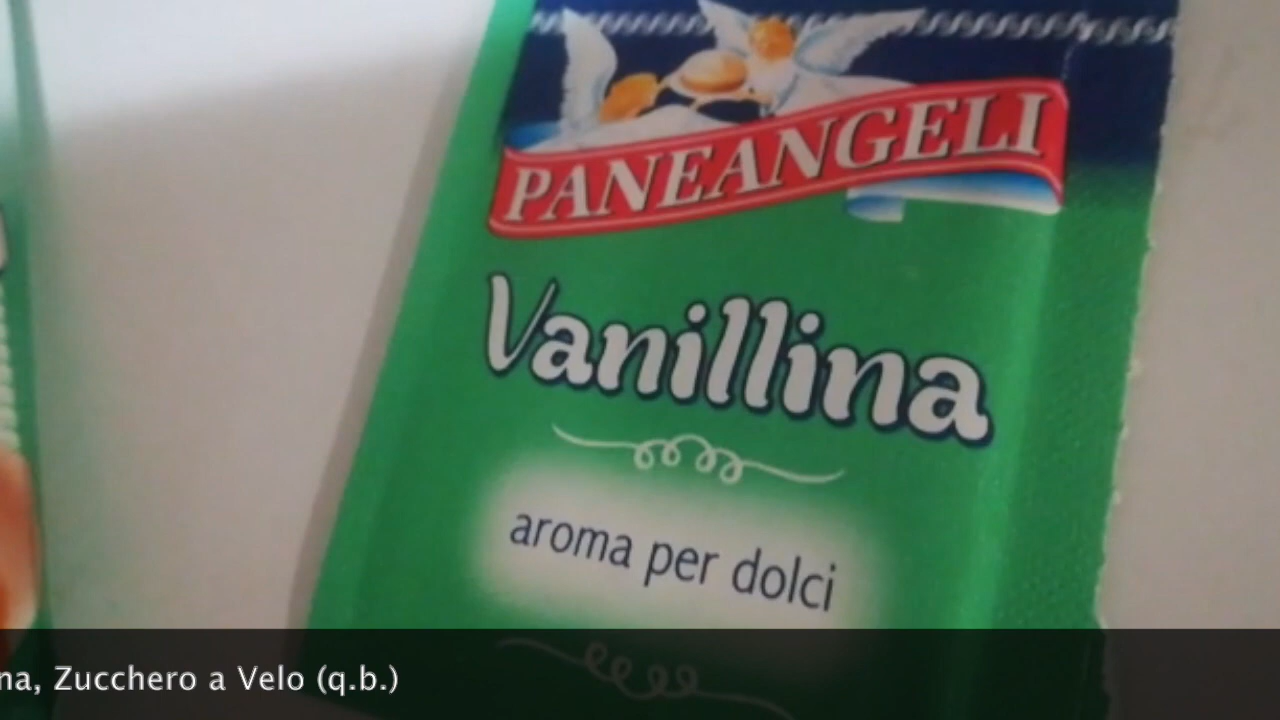 PANEANGELI
Vanillina
aroma per dolci
na, Zucchero a Velo (q.b.)